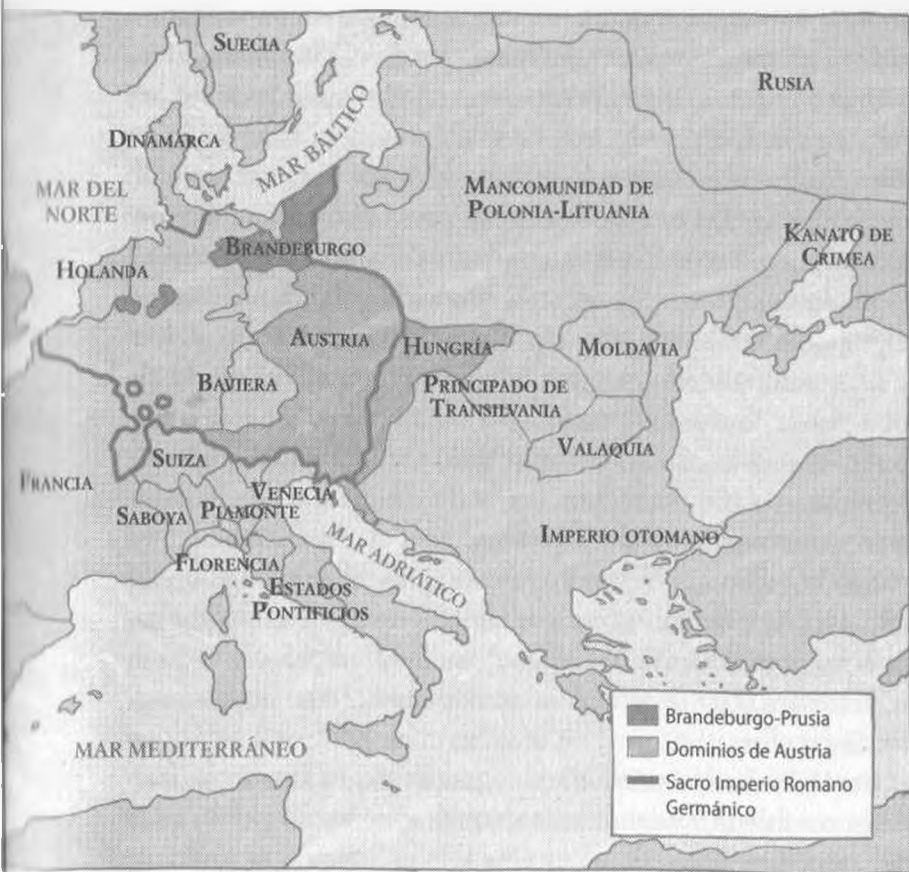 SUECIA
RUSIA
DINAMARCA
MAR BÁLTICO
MAR DEL
NORTE
MANCOMUNIDAD DE
POLONIA-LITUANIA
KANATO DE
CRIMEA
BRANDEBURGO
HOLANDA
AUSTRIA
HUNGRÍA
MOLDAVIA
BAVIERA
PRINCIPADO DE
TRANSILVANIA
VALAQUIA
SUIZA
FRANCIA
VENECIA
SABOYA
PIAMONTE
IMPERIO OTOMANO
MAR ADRIÁTICO
FLORENCIA
ESTADOS
PONTIFICIOS
MAR MEDITERRÁNEO
Brandeburgo-Prusia
Dominios de Austria
Sacro Imperio Romano
Germánico